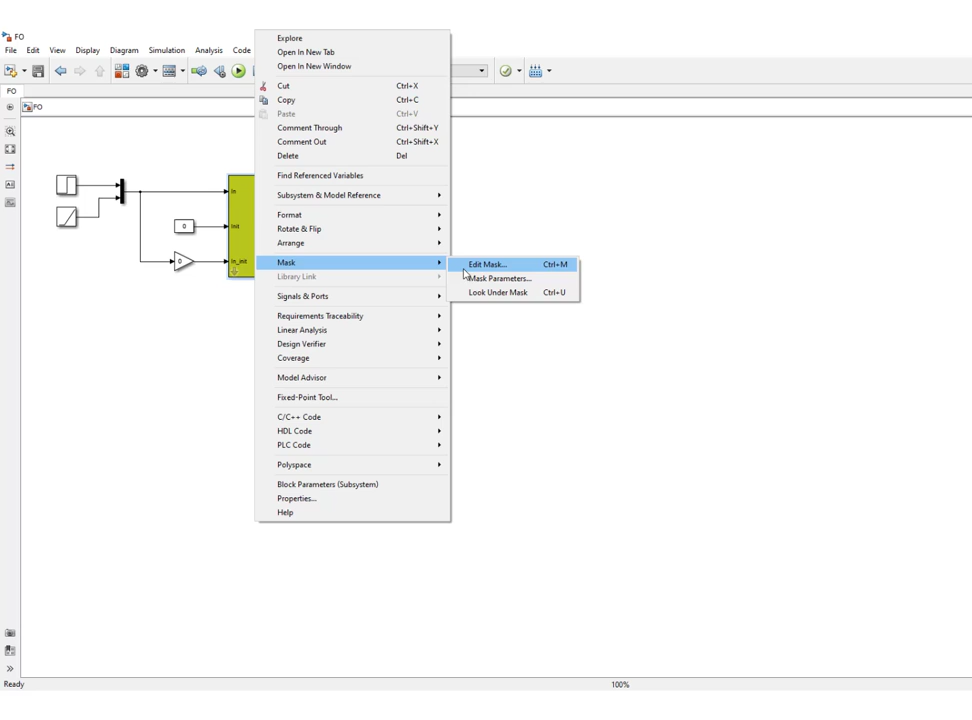 FO
File Edit View Display Diagram Simulation Analysis Code
FO
FO
Explore
Open In New Tab
Open In New Window
Cut Ctrl+X
Copy Ctrl+C
Paste Ctrl+V
Comment Through Ctrl+Shift+Y
Comment Out Ctrl+Shift+X
Delete Del
Find Referenced Variables
Subsystem & Model Reference
Format
Rotate & Flip
Arrange
Mask
Library Link
Signals & Ports
Requirements Traceability
Linear Analysis
Design Verifier
Coverage
Model Advisor
Fixed-Point Tool...
C/C++ Code
HDL Code
PLC Code
Polyspace
Block Parameters (Subsystem)
Properties...
Help
Edit Mask... Ctrl+M
Mask Parameters...
Look Under Mask Ctrl+U
In
0
Init
0
In_init
Ready 100%